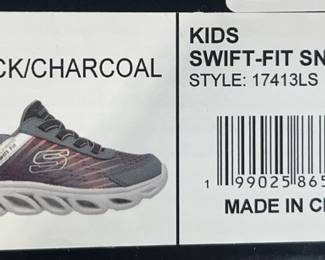 CK/CHARCOAL
KIDS
SWIFT-FIT SN
STYLE: 17413LS
1 99025 865
MADE IN C